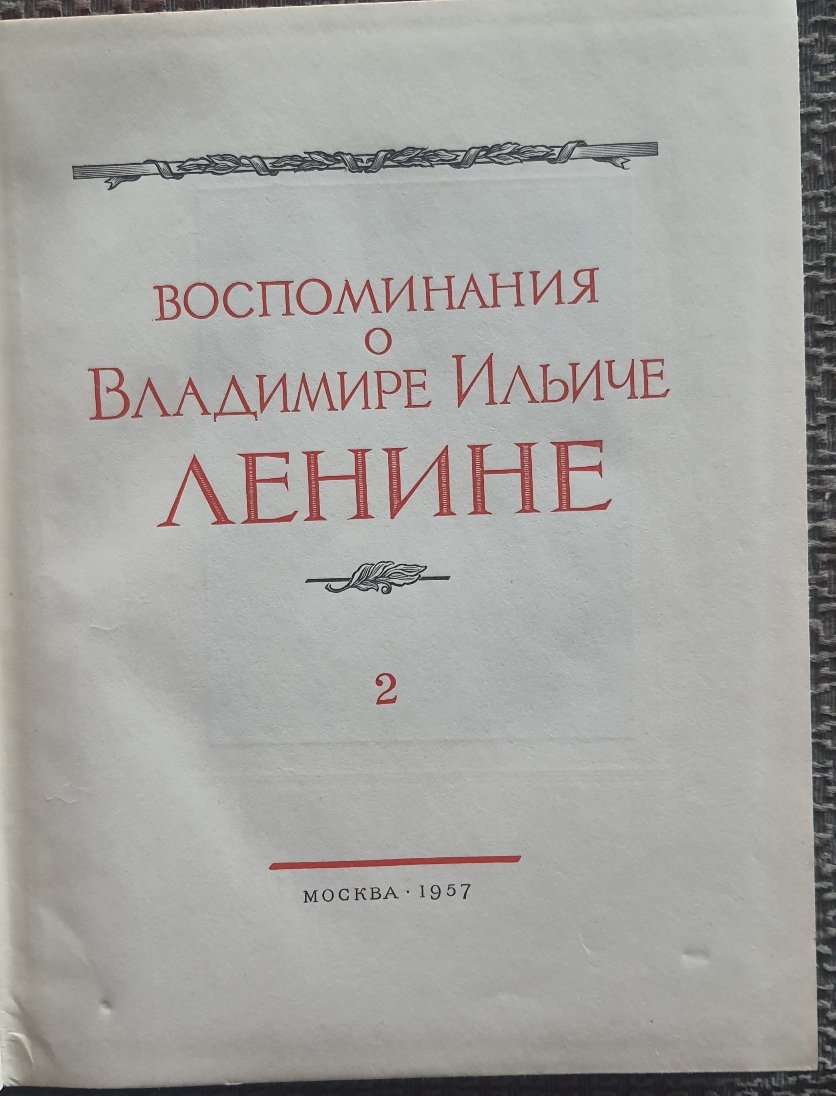 ВОСПОМИНАНИЯ
О
ВЛАДИМИРЕ ИЛЬИЧЕ
ЛЕНИНЕ
2
МОСКВА · 1957